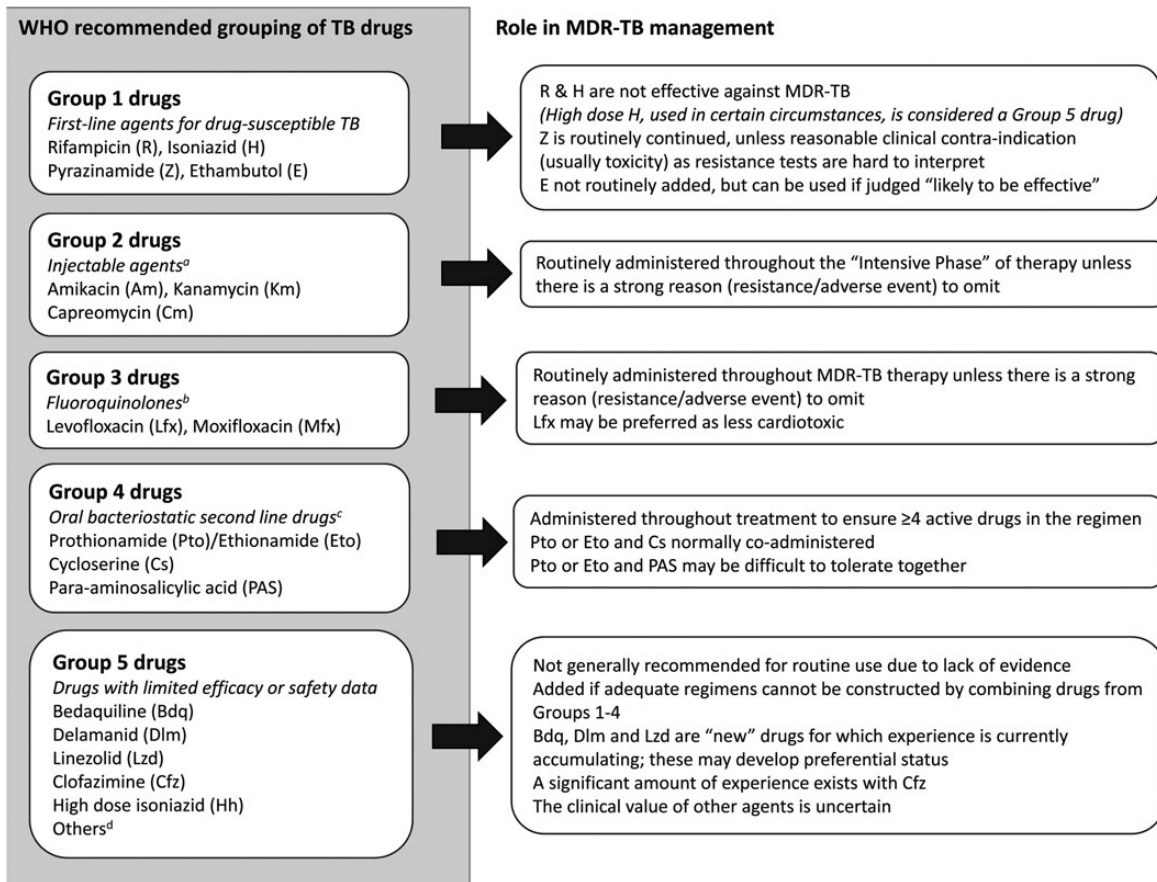 WHO recommended grouping of TB drugs
Role in MDR-TB management
Group 1 drugs
First-line agents for drug-susceptible TB
Rifampicin (R), Isoniazid (H)
Pyrazinamide (Z), Ethambutol (E)
R & H are not effective against MDR-TB
(High dose H, used in certain circumstances, is considered a Group 5 drug)
Z is routinely continued, unless reasonable clinical contra-indication
(usually toxicity) as resistance tests are hard to interpret
E not routinely added, but can be used if judged “likely to be effective”
Group 2 drugs
Injectable agentsᵃ
Amikacin (Am), Kanamycin (Km)
Capreomycin (Cm)
Routinely administered throughout the “Intensive Phase” of therapy unless
there is a strong reason (resistance/adverse event) to omit
Group 3 drugs
Fluoroquinolonesᵇ
Levofloxacin (Lfx), Moxifloxacin (Mfx)
Routinely administered throughout MDR-TB therapy unless there is a strong
reason (resistance/adverse event) to omit
Lfx may be preferred as less cardiotoxic
Group 4 drugs
Oral bacteriostatic second line drugsᶜ
Prothionamide (Pto)/Ethionamide (Eto)
Cycloserine (Cs)
Para-aminosalicylic acid (PAS)
Administered throughout treatment to ensure ≥4 active drugs in the regimen
Pto or Eto and Cs normally co-administered
Pto or Eto and PAS may be difficult to tolerate together
Group 5 drugs
Drugs with limited efficacy or safety data
Bedaquiline (Bdq)
Delamanid (Dlm)
Linezolid (Lzd)
Clofazimine (Cfz)
High dose isoniazid (Hh)
Othersᵈ
Not generally recommended for routine use due to lack of evidence
Added if adequate regimens cannot be constructed by combining drugs from
Groups 1-4
Bdq, Dlm and Lzd are “new” drugs for which experience is currently
accumulating; these may develop preferential status
A significant amount of experience exists with Cfz
The clinical value of other agents is uncertain